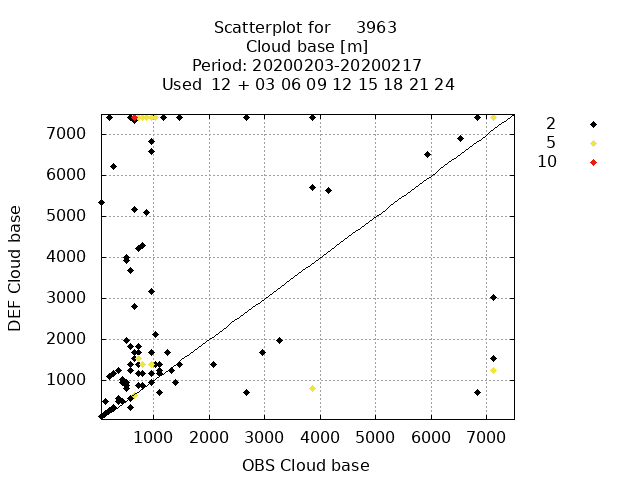 Scatterplot for 3963
Cloud base [m]
Period: 20200203-20200217
Used 12 + 03 06 09 12 15 18 21 24
2
5
10
7000
6000
5000
4000
3000
2000
1000
DEF Cloud base
1000 2000 3000 4000 5000 6000 7000
OBS Cloud base